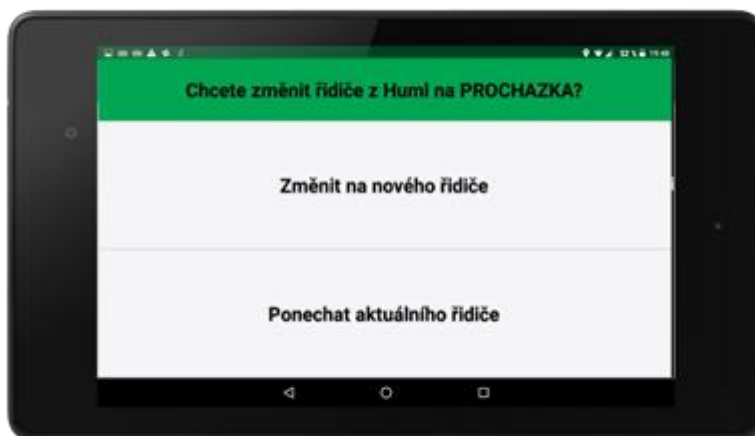 Chcete změnit řidiče z Huml na PROCHAZKA?
Změnit na nového řidiče
Ponechat aktuálního řidiče